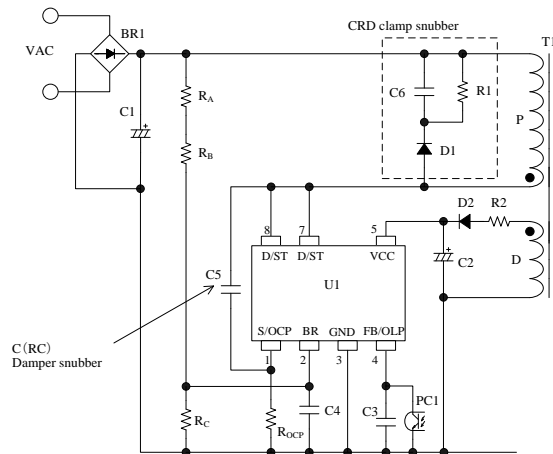 CRD clamp snubber
BR1
T1
VAC
C1
RA
C6
R1
P
RB
D1
D2
R2
8
7
5
D/ST
D/ST
VCC
C2
D
C5
U1
C (RC)
Damper snubber
S/OCP
BR
GND
FB/OLP
1
2
3
4
RC
ROCP
C4
C3
PC1